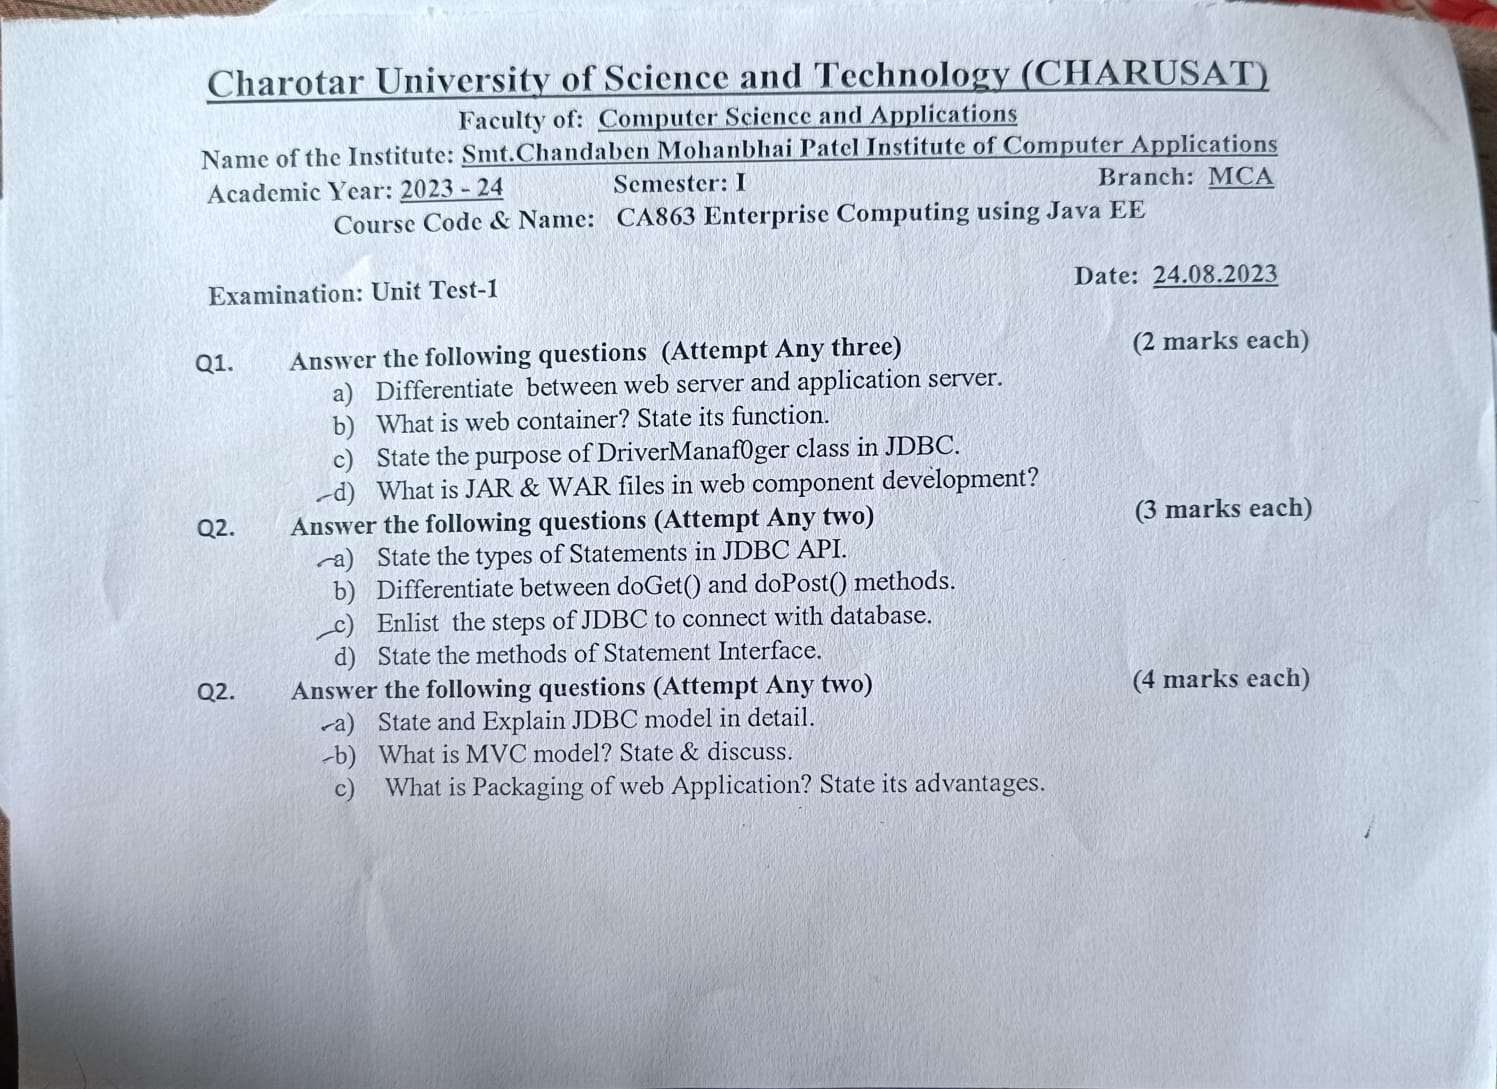 Charotar University of Science and Technology (CHARUSAT)
Faculty of: Computer Science and Applications
Name of the Institute: Smt.Chandaben Mohanbhai Patel Institute of Computer Applications
Academic Year: 2023 - 24 Semester: I Branch: MCA
Course Code & Name: CA863 Enterprise Computing using Java EE
Examination: Unit Test-1 Date: 24.08.2023
Q1. Answer the following questions (Attempt Any three) (2 marks each)
a) Differentiate between web server and application server.
b) What is web container? State its function.
c) State the purpose of DriverManaf0ger class in JDBC.
d) What is JAR & WAR files in web component development?
Q2. Answer the following questions (Attempt Any two) (3 marks each)
a) State the types of Statements in JDBC API.
b) Differentiate between doGet() and doPost() methods.
c) Enlist the steps of JDBC to connect with database.
d) State the methods of Statement Interface.
Q2. Answer the following questions (Attempt Any two) (4 marks each)
a) State and Explain JDBC model in detail.
b) What is MVC model? State & discuss.
c) What is Packaging of web Application? State its advantages.